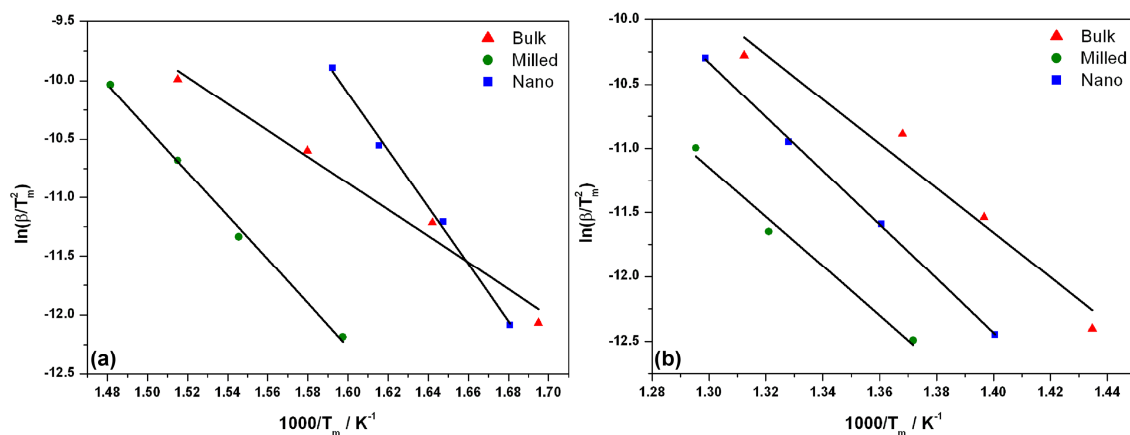 -9.5
-10.0
-10.5
-11.0
-11.5
-12.0
-12.5
ln(β/T²m)
Bulk
Milled
Nano
(a)
1.48 1.50 1.52 1.54 1.56 1.58 1.60 1.62 1.64 1.66 1.68 1.70
1000/Tm / K-1
-10.0
-10.5
-11.0
-11.5
-12.0
-12.5
ln(β/T²m)
Bulk
Milled
Nano
(b)
1.28 1.30 1.32 1.34 1.36 1.38 1.40 1.42 1.44
1000/Tm / K-1